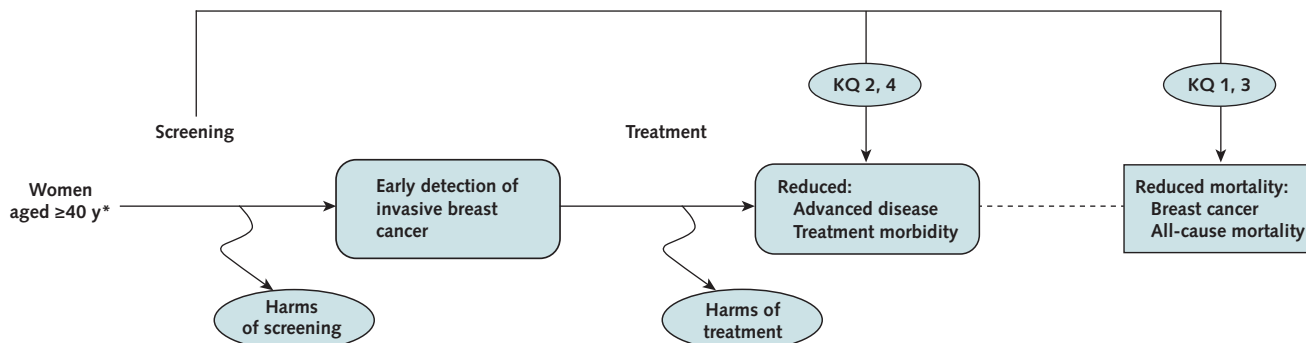 KQ 2, 4
KQ 1, 3
Screening
Treatment
Women
aged ≥40 y*
Early detection of
invasive breast
cancer
Reduced:
Advanced disease
Treatment morbidity
Reduced mortality:
Breast cancer
All-cause mortality
Harms
of screening
Harms of
treatment